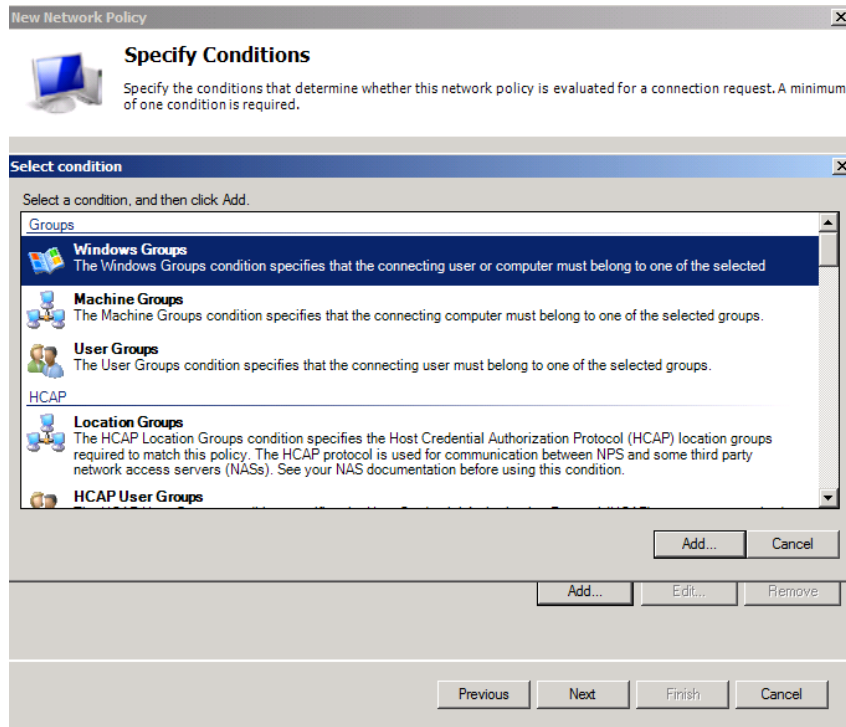 New Network Policy
Specify Conditions
Specify the conditions that determine whether this network policy is evaluated for a connection request. A minimum
of one condition is required.
Select condition
Select a condition, and then click Add.
Groups
Windows Groups
The Windows Groups condition specifies that the connecting user or computer must belong to one of the selected
Machine Groups
The Machine Groups condition specifies that the connecting computer must belong to one of the selected groups.
User Groups
The User Groups condition specifies that the connecting user must belong to one of the selected groups.
HCAP
Location Groups
The HCAP Location Groups condition specifies the Host Credential Authorization Protocol (HCAP) location groups
required to match this policy. The HCAP protocol is used for communication between NPS and some third party
network access servers (NASs). See your NAS documentation before using this condition.
HCAP User Groups
Add... Cancel
Add... Edit... Remove
Previous Next Finish Cancel